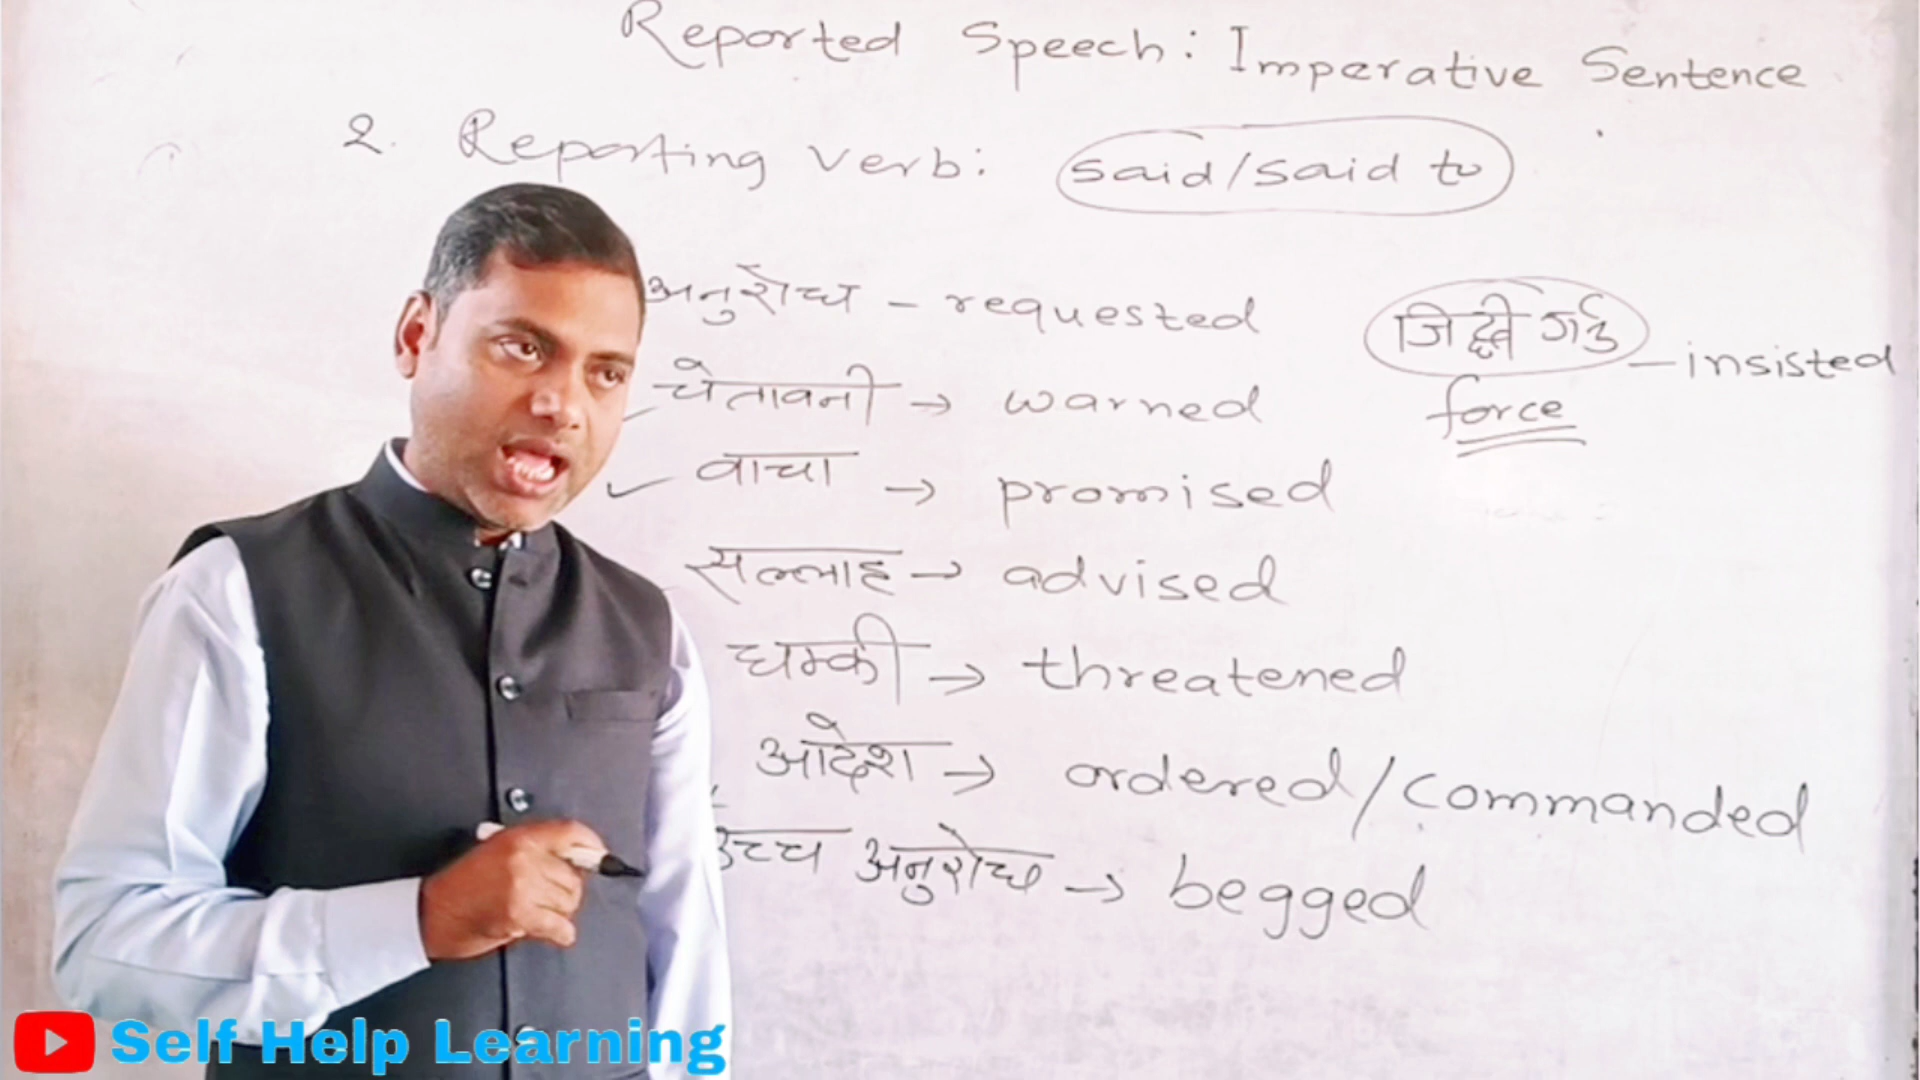 Reported Speech: Imperative Sentence
2. Reporting verb: said/said to
अनुरोध - requested
जिद्दी गर्नु - insisted
force
चेतावनी → warned
वाचा → promised
सल्लाह → advised
धम्की → threatened
आदेश → ordered/commanded
उच्च अनुरोध → begged
Self Help Learning